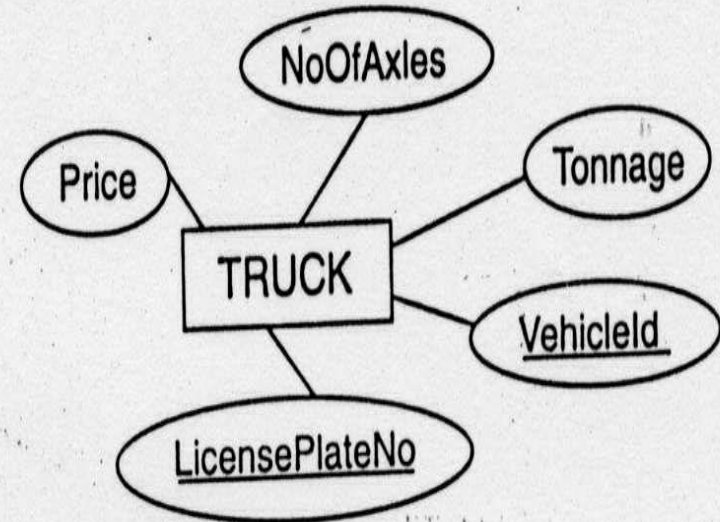 NoOfAxles
Price
Tonnage
TRUCK
VehicleId
LicensePlateNo